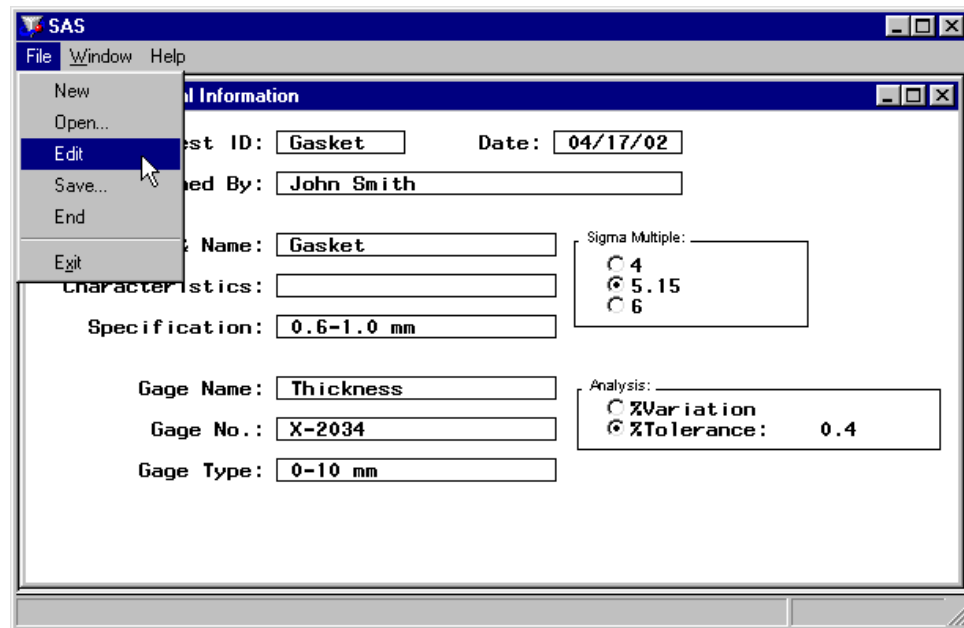 SAS
File Window Help
New
Open...
Edit
Save...
End
Exit
l Information
est ID: Gasket Date: 04/17/02
ned By: John Smith
& Name: Gasket
Characteristics:
Specification: 0.6-1.0 mm
Sigma Multiple:
4
5.15
6
Gage Name: Thickness
Gage No.: X-2034
Gage Type: 0-10 mm
Analysis:
%Variation
%Tolerance: 0.4